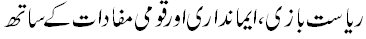 ریاست بازی، ایمانداری اور قومی مفادات کے ساتھ